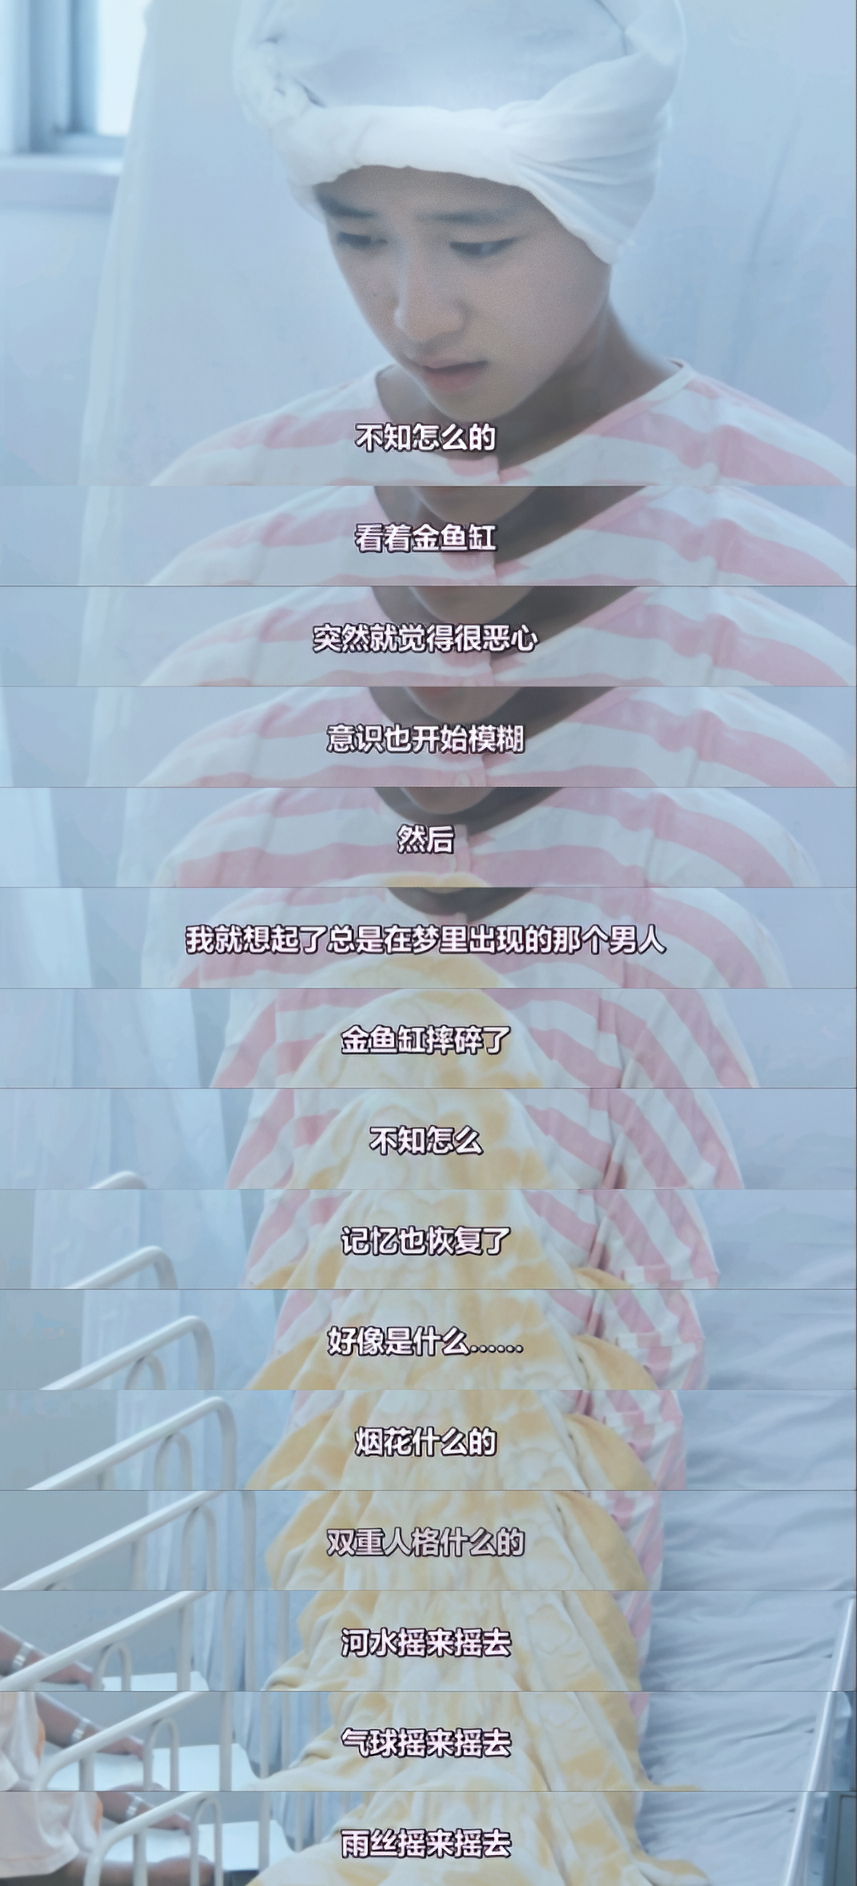 不知怎么的
看着金鱼缸
突然就觉得很恶心
意识也开始模糊
然后
我就想起了总是在梦里出现的那个男人
金鱼缸摔碎了
不知怎么
记忆也恢复了
好像是什么……
烟花什么的
双重人格什么的
河水摇来摇去
气球摇来摇去
雨丝摇来摇去